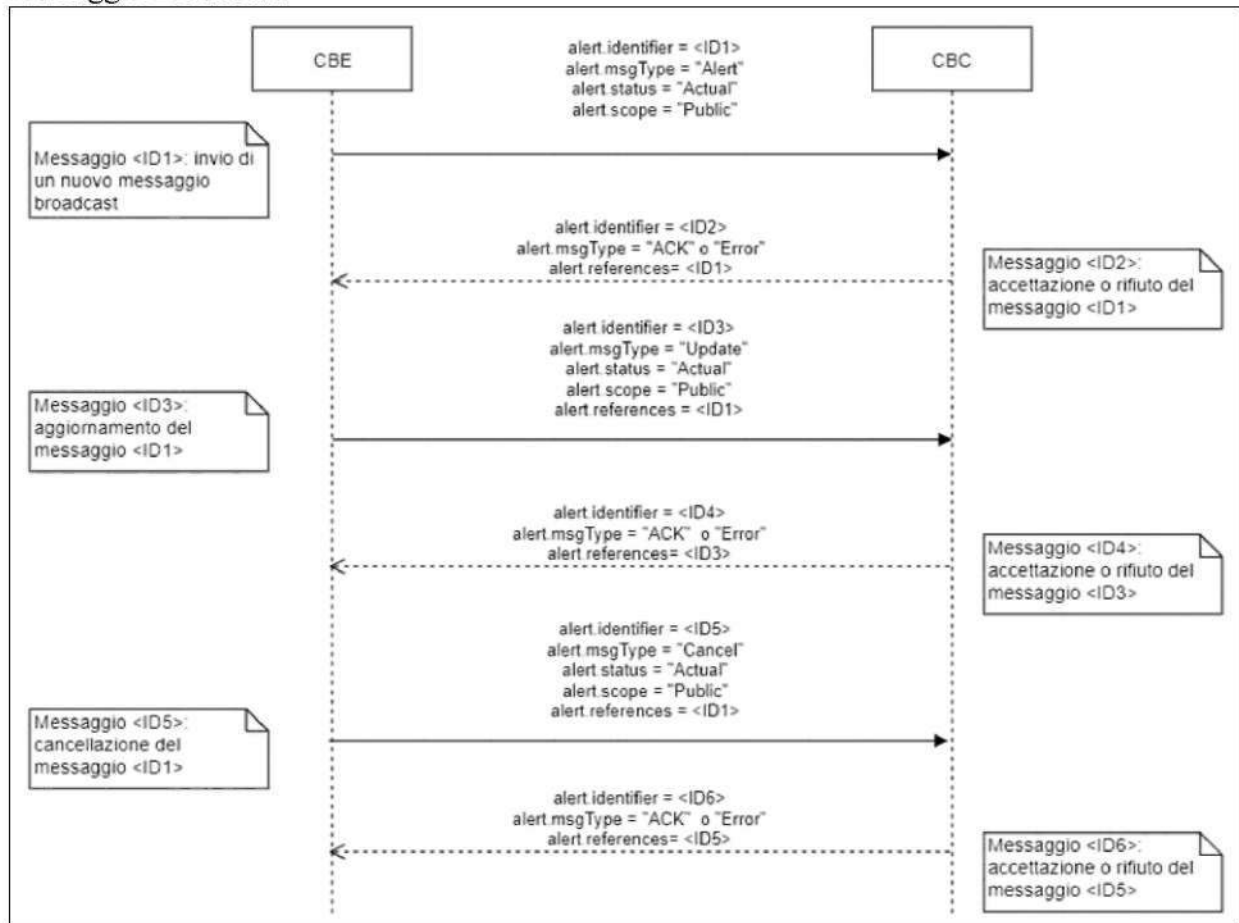 CBE
CBC
alert.identifier = <ID1>
alert.msgType = "Alert"
alert.status = "Actual"
alert.scope = "Public"
Messaggio <ID1>: invio di
un nuovo messaggio
broadcast
alert.identifier = <ID2>
alert.msgType = "ACK" o "Error"
alert.references= <ID1>
Messaggio <ID2>:
accettazione o rifiuto del
messaggio <ID1>
alert.identifier = <ID3>
alert.msgType = "Update"
alert.status = "Actual"
alert.scope = "Public"
alert.references = <ID1>
Messaggio <ID3>:
aggiornamento del
messaggio <ID1>
alert.identifier = <ID4>
alert.msgType = "ACK" o "Error"
alert.references= <ID3>
Messaggio <ID4>:
accettazione o rifiuto del
messaggio <ID3>
alert.identifier = <ID5>
alert.msgType = "Cancel"
alert.status = "Actual"
alert.scope = "Public"
alert.references = <ID1>
Messaggio <ID5>:
cancellazione del
messaggio <ID1>
alert.identifier = <ID6>
alert.msgType = "ACK" o "Error"
alert.references= <ID5>
Messaggio <ID6>:
accettazione o rifiuto del
messaggio <ID5>